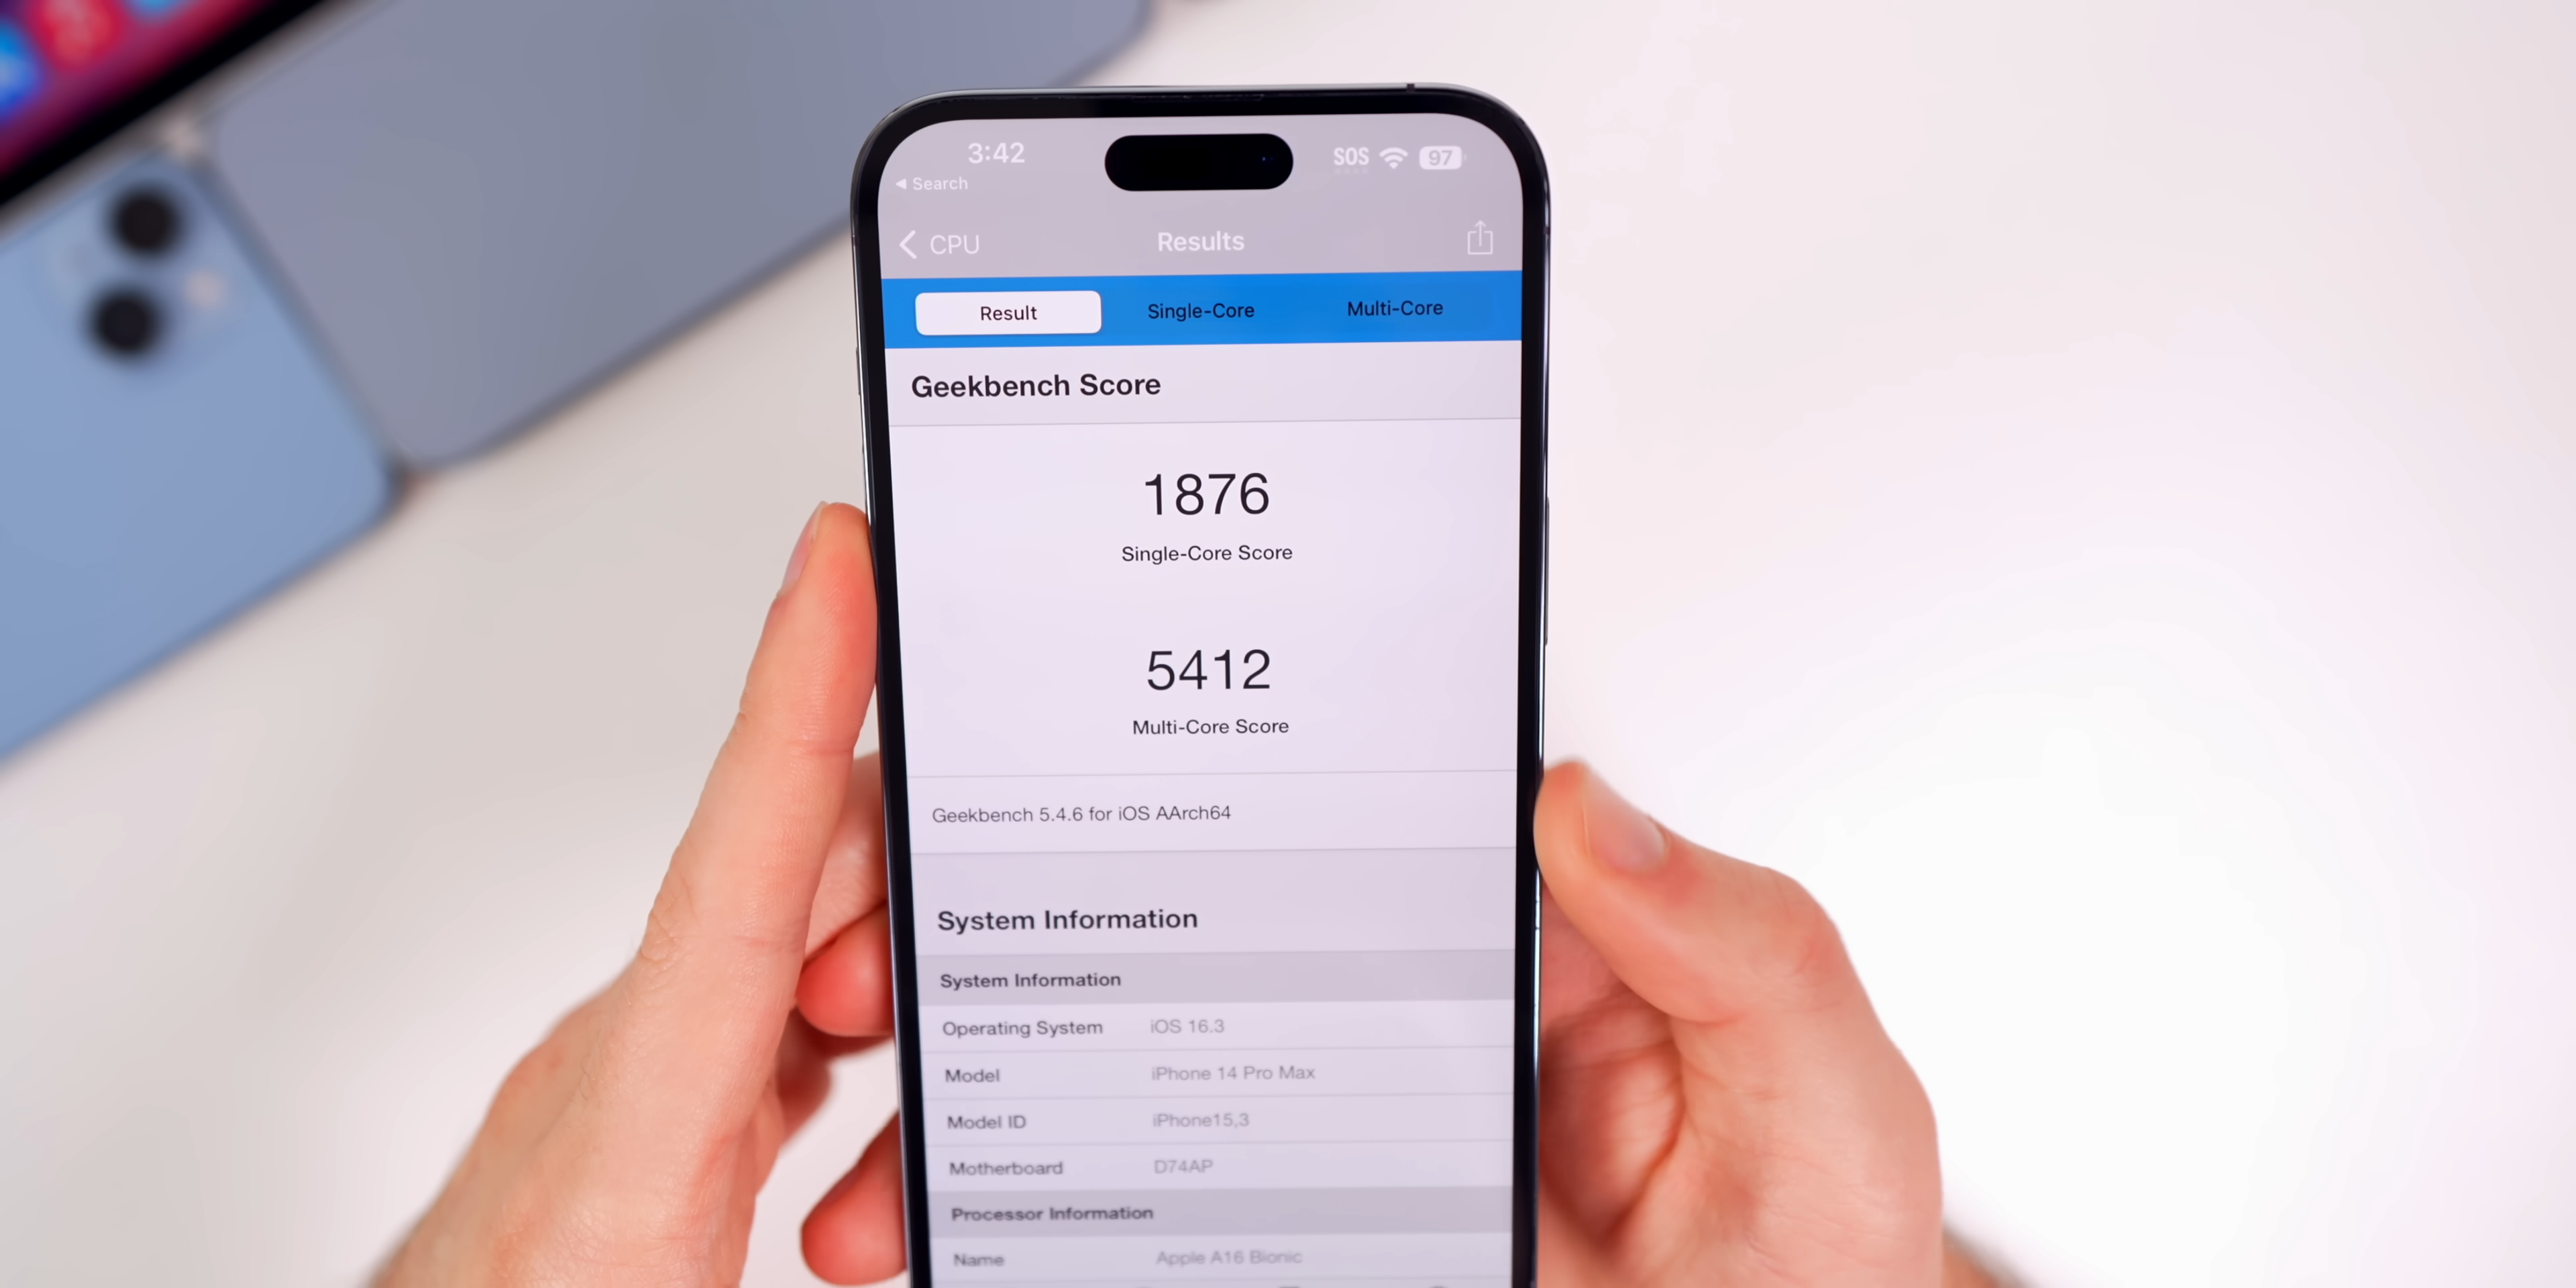 3:42 SOS 97
◀ Search
CPU Results
Result Single-Core Multi-Core
Geekbench Score
1876
Single-Core Score
5412
Multi-Core Score
Geekbench 5.4.6 for iOS AArch64
System Information
System Information
Operating System iOS 16.3
Model iPhone 14 Pro Max
Model ID iPhone15,3
Motherboard D74AP
Processor Information
Name Apple A16 Bionic